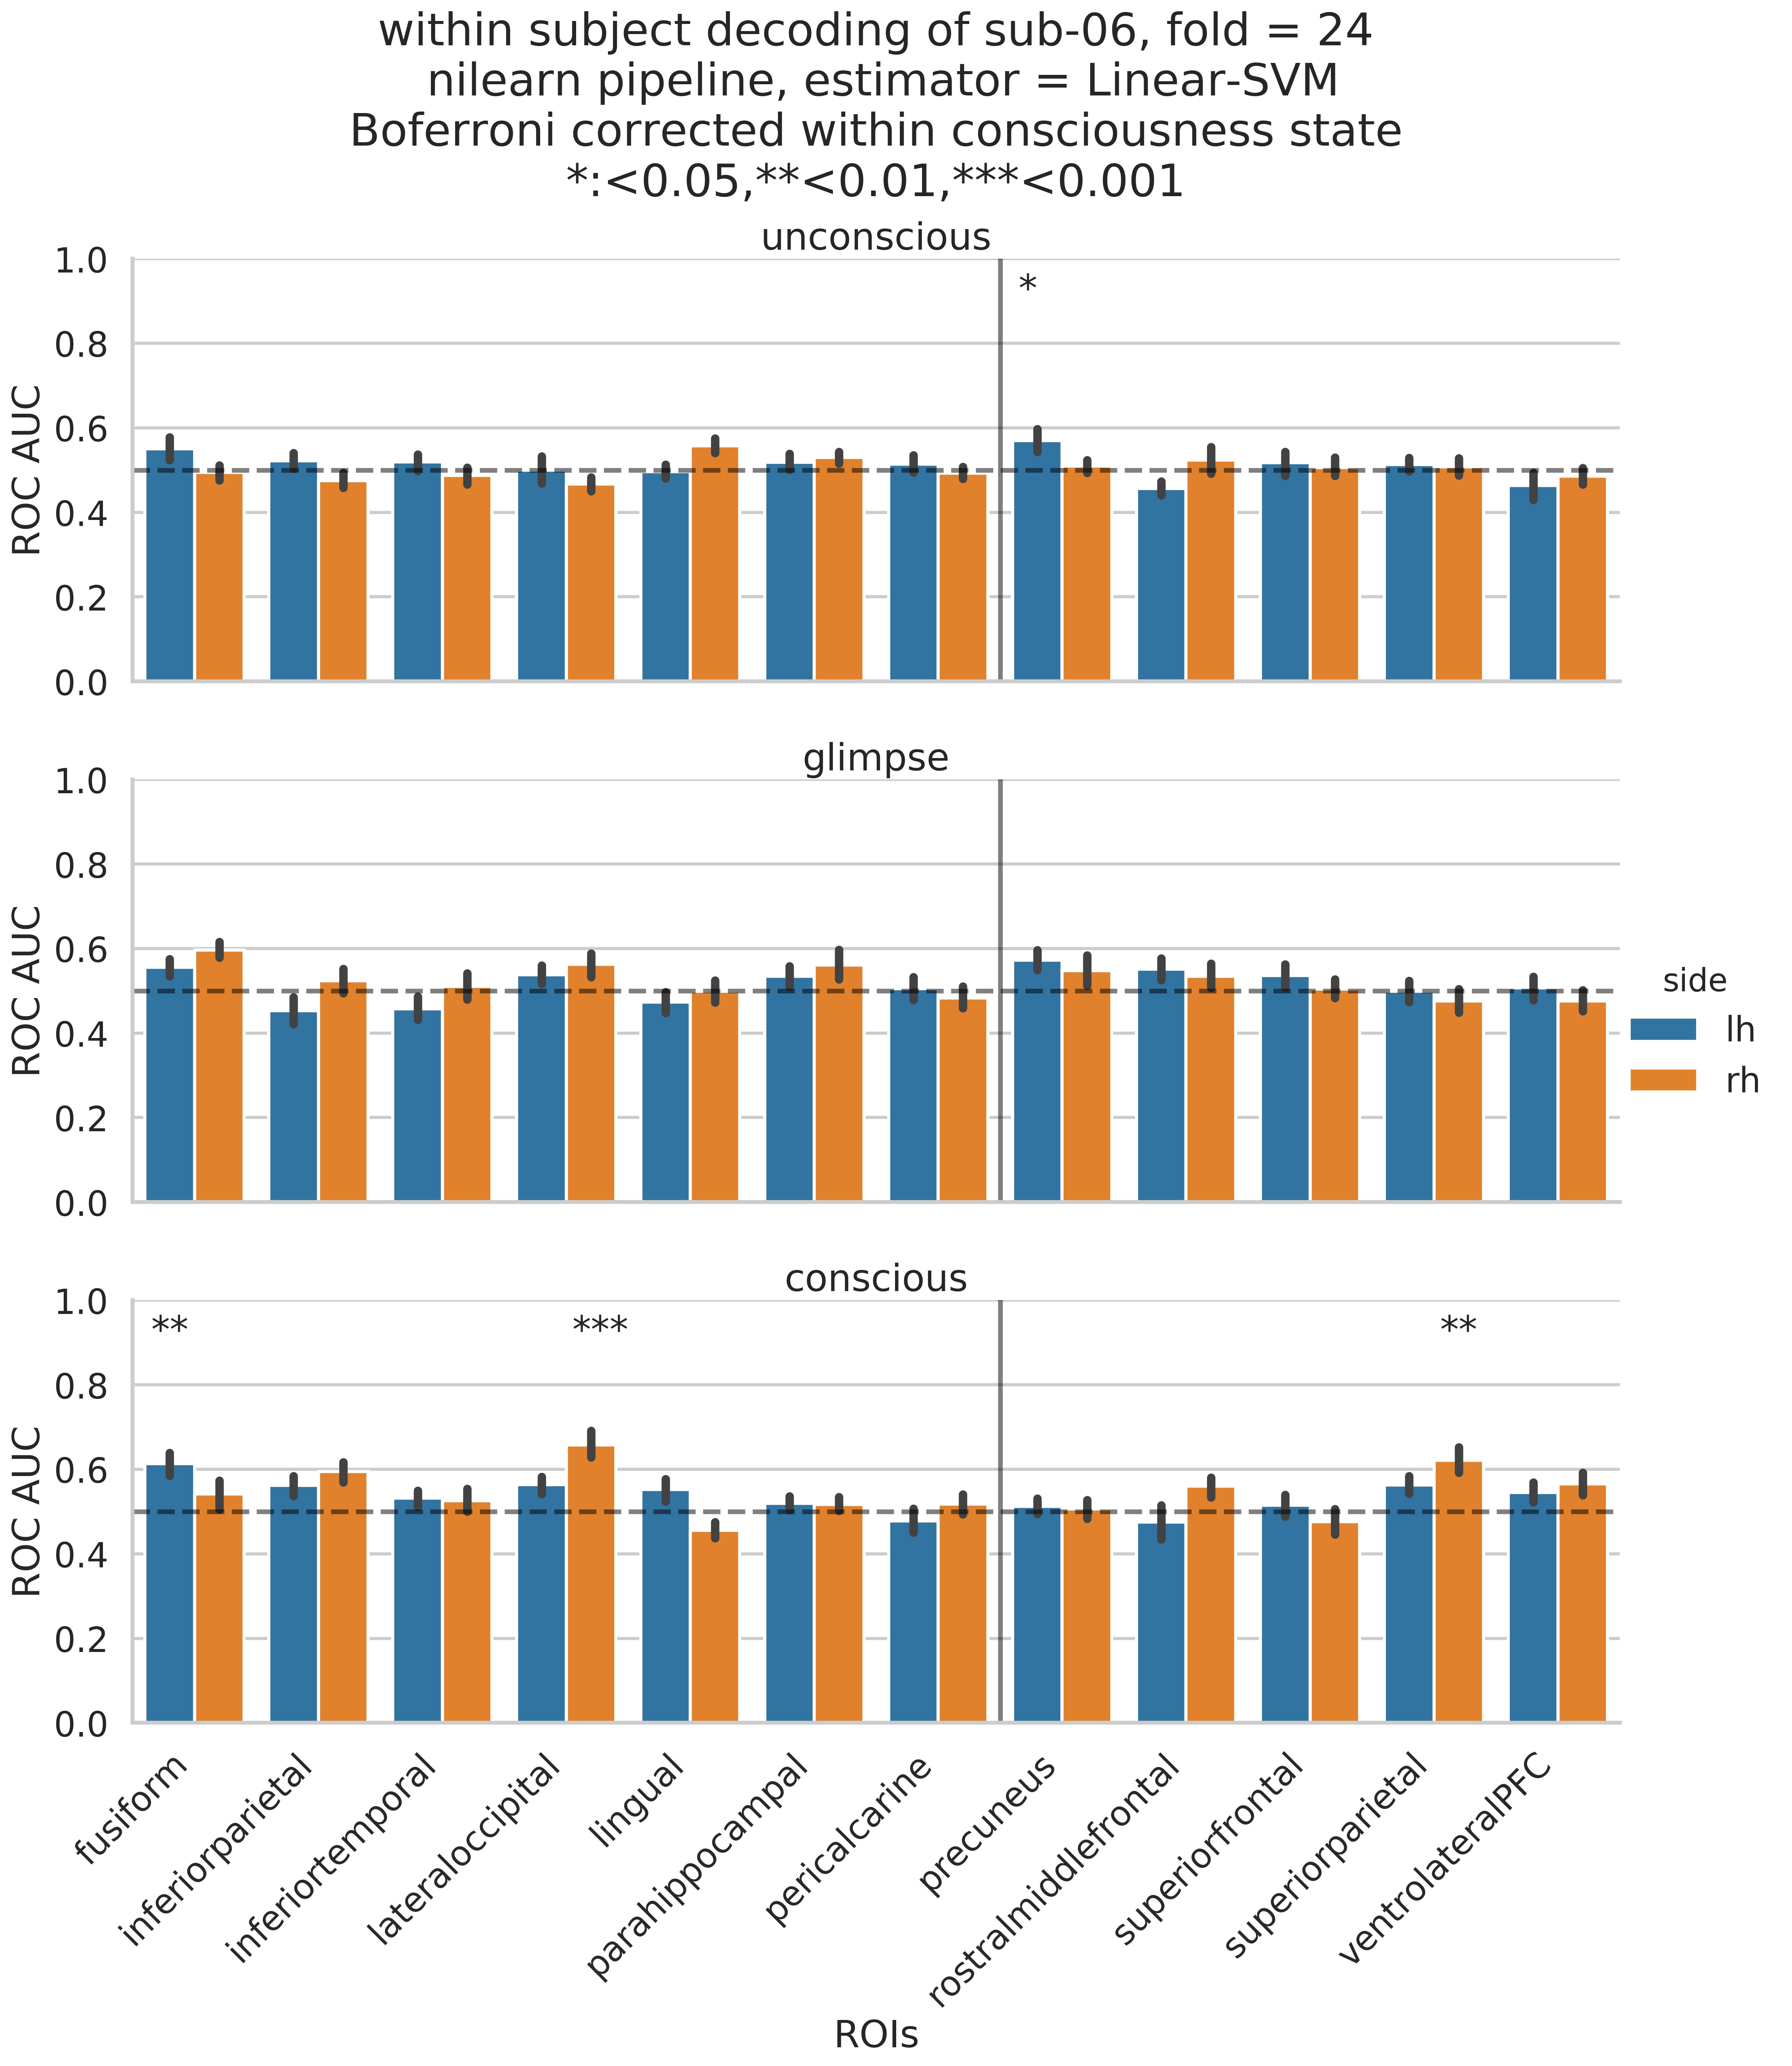 within subject decoding of sub-06, fold = 24
nilearn pipeline, estimator = Linear-SVM
Boferroni corrected within consciousness state
*:<0.05,**<0.01,***<0.001
unconscious
1.0
*
0.8
0.6
0.4
0.2
0.0
ROC AUC
glimpse
1.0
0.8
0.6
0.4
0.2
0.0
ROC AUC
side
lh
rh
conscious
1.0
** *** **
0.8
0.6
0.4
0.2
0.0
ROC AUC
fusiform
inferiorparietal
inferiortemporal
lateraloccipital
lingual
parahippocampal
pericalcarine
precuneus
rostralmiddlefrontal
superiorfrontal
superiorparietal
ventrolateralPFC
ROIs